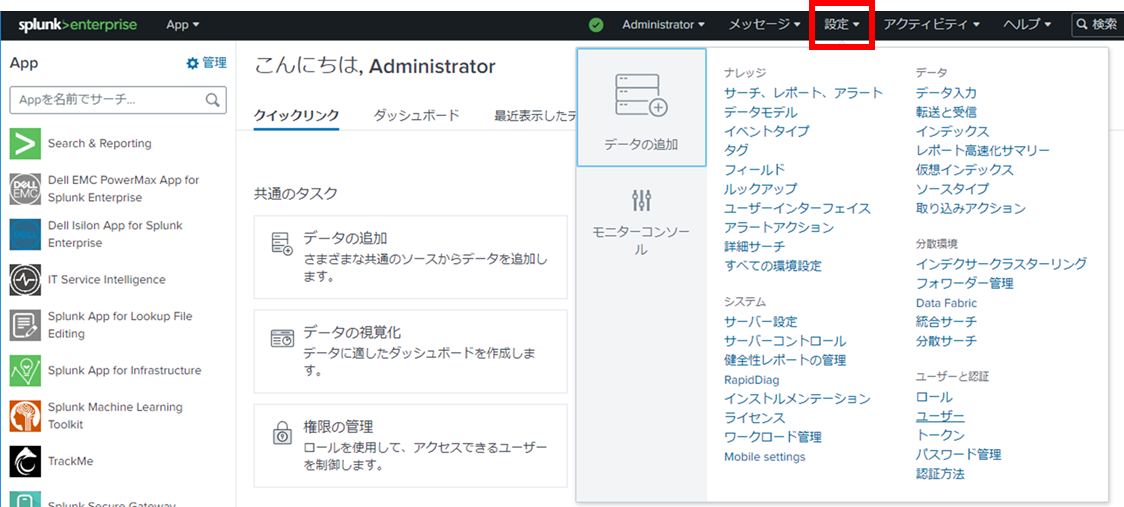 splunk>enterprise App ▾ Administrator ▾ メッセージ ▾ 設定 ▾ アクティビティ ▾ ヘルプ ▾ 検索
App 管理
Appを名前でサーチ...
Search & Reporting
DELL EMC
Dell EMC PowerMax App for
Splunk Enterprise
Dell Isilon App for Splunk
Enterprise
IT Service Intelligence
Splunk App for Lookup File
Editing
Splunk App for Infrastructure
Splunk Machine Learning
Toolkit
TrackMe
Splunk Secure Gateway
こんにちは, Administrator
クイックリンク ダッシュボード 最近表示した
共通のタスク
データの追加
さまざまな共通のソースからデータを追加し
ます。
データの視覚化
データに適したダッシュボードを作成しま
す。
権限の管理
ロールを使用して、アクセスできるユーザー
を制御します。
データの追加
モニターコンソー
ル
ナレッジ
サーチ、レポート、アラート
データモデル
イベントタイプ
タグ
フィールド
ルックアップ
ユーザーインターフェイス
アラートアクション
詳細サーチ
すべての環境設定
システム
サーバー設定
サーバーコントロール
健全性レポートの管理
RapidDiag
インストルメンテーション
ライセンス
ワークロード管理
Mobile settings
データ
データ入力
転送と受信
インデックス
レポート高速化サマリー
仮想インデックス
ソースタイプ
取り込みアクション
分散環境
インデクサークラスターリング
フォワーダー管理
Data Fabric
統合サーチ
分散サーチ
ユーザーと認証
ロール
ユーザー
トークン
パスワード管理
認証方法